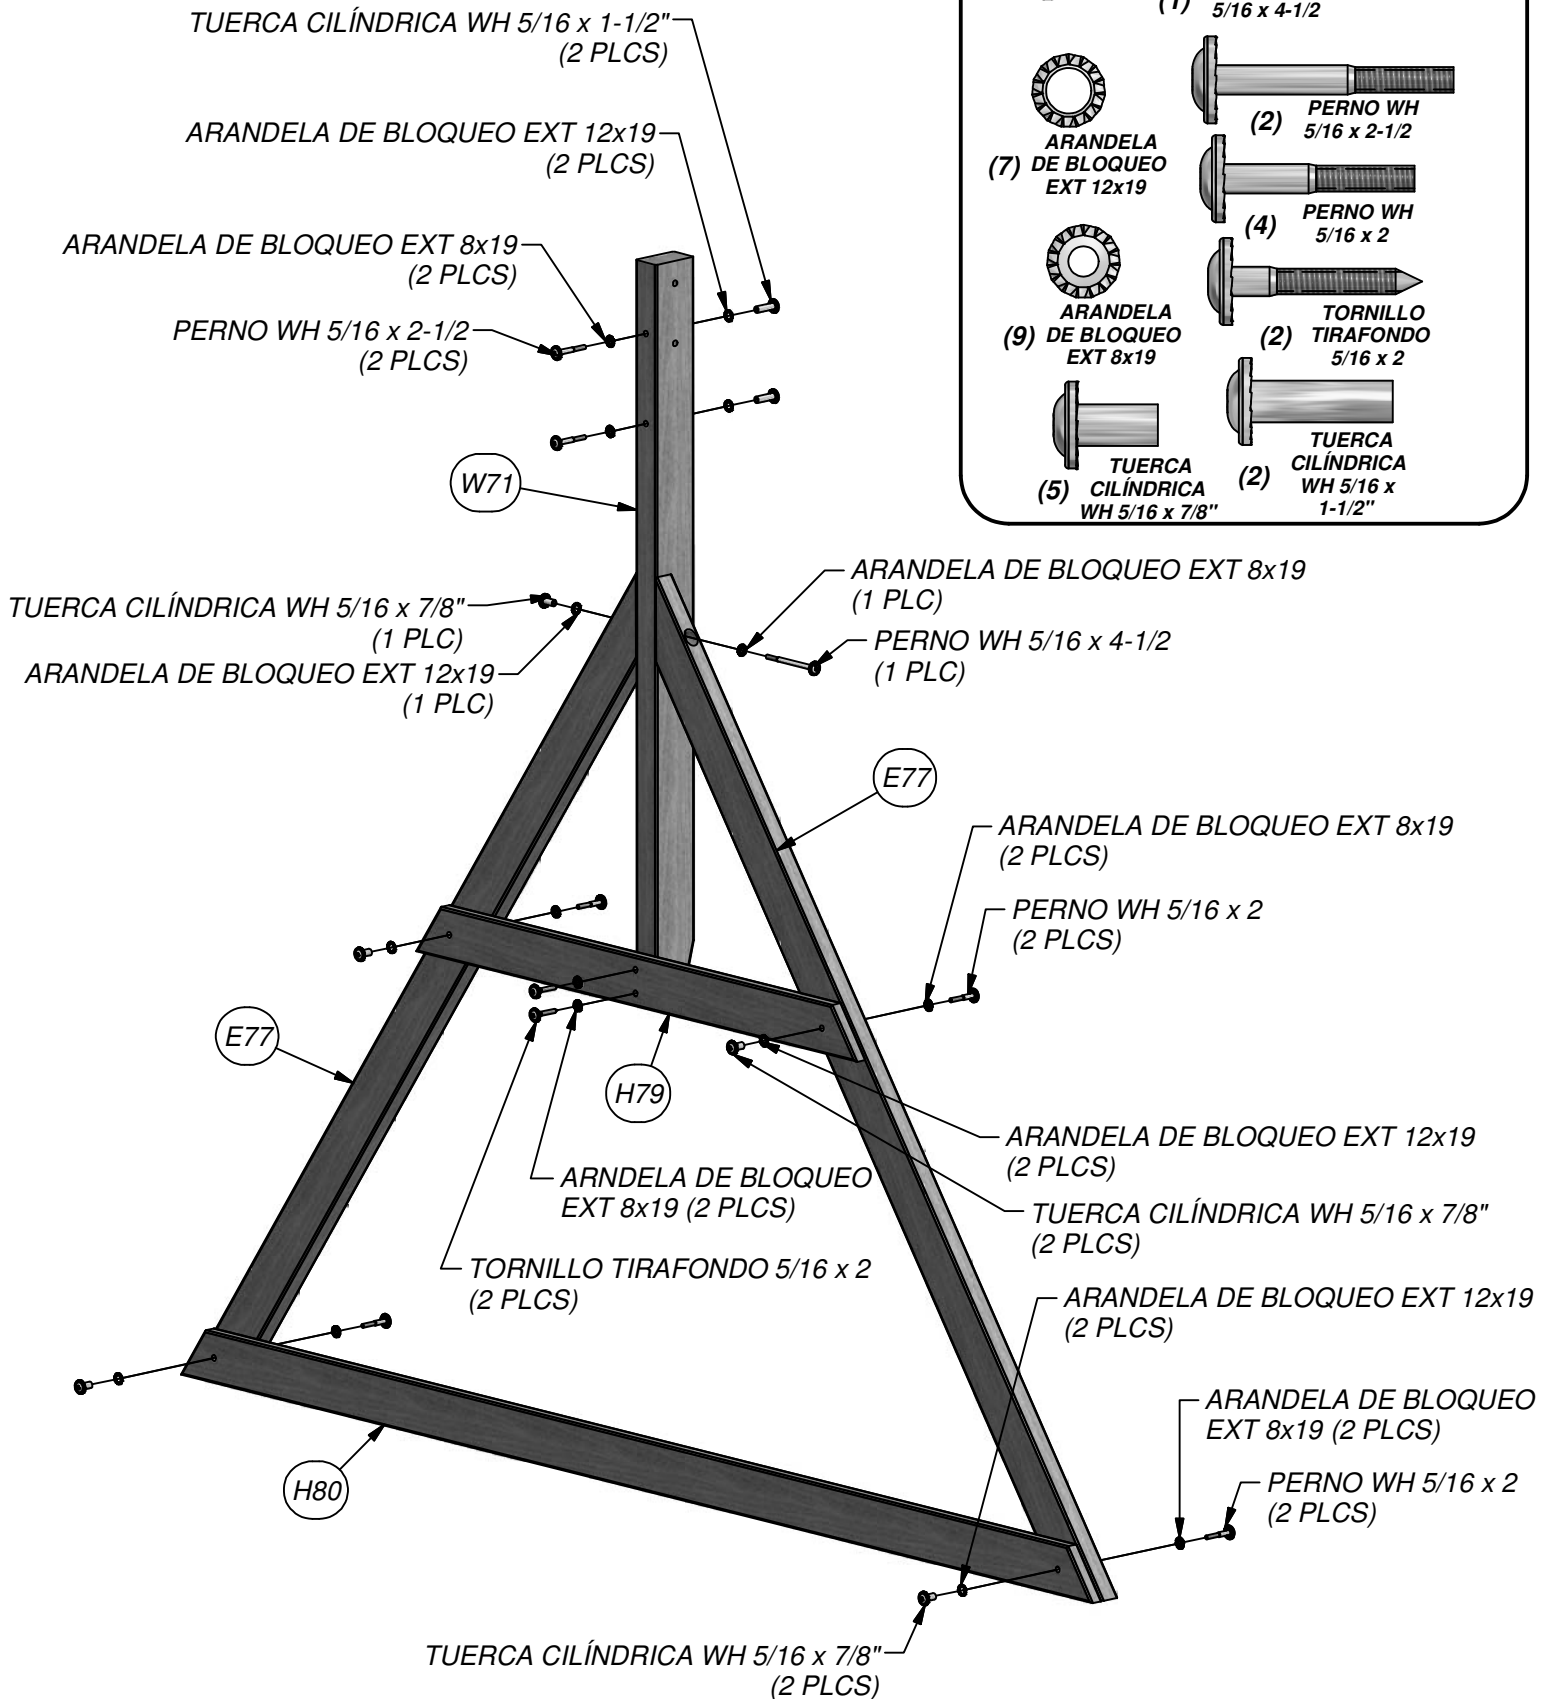 TUERCA CILÍNDRICA WH 5/16 x 1-1/2"
(2 PLCS)
ARANDELA DE BLOQUEO EXT 12x19
(2 PLCS)
ARANDELA DE BLOQUEO EXT 8x19
(2 PLCS)
PERNO WH 5/16 x 2-1/2
(2 PLCS)
(1)
5/16 x 4-1/2
(2) PERNO WH
5/16 x 2-1/2
(7) ARANDELA
DE BLOQUEO
EXT 12x19
(4) PERNO WH
5/16 x 2
(9) ARANDELA
DE BLOQUEO
EXT 8x19
(2) TORNILLO
TIRAFONDO
5/16 x 2
(5) TUERCA
CILÍNDRICA
WH 5/16 x 7/8"
(2) TUERCA
CILÍNDRICA
WH 5/16 x
1-1/2"
W71
TUERCA CILÍNDRICA WH 5/16 x 7/8"
(1 PLC)
ARANDELA DE BLOQUEO EXT 12x19
(1 PLC)
ARANDELA DE BLOQUEO EXT 8x19
(1 PLC)
PERNO WH 5/16 x 4-1/2
(1 PLC)
E77
ARANDELA DE BLOQUEO EXT 8x19
(2 PLCS)
PERNO WH 5/16 x 2
(2 PLCS)
E77
H79
ARANDELA DE BLOQUEO EXT 12x19
(2 PLCS)
ARNDELA DE BLOQUEO
EXT 8x19 (2 PLCS)
TUERCA CILÍNDRICA WH 5/16 x 7/8"
(2 PLCS)
TORNILLO TIRAFONDO 5/16 x 2
(2 PLCS)
ARANDELA DE BLOQUEO EXT 12x19
(2 PLCS)
ARANDELA DE BLOQUEO
EXT 8x19 (2 PLCS)
PERNO WH 5/16 x 2
(2 PLCS)
H80
TUERCA CILÍNDRICA WH 5/16 x 7/8"
(2 PLCS)